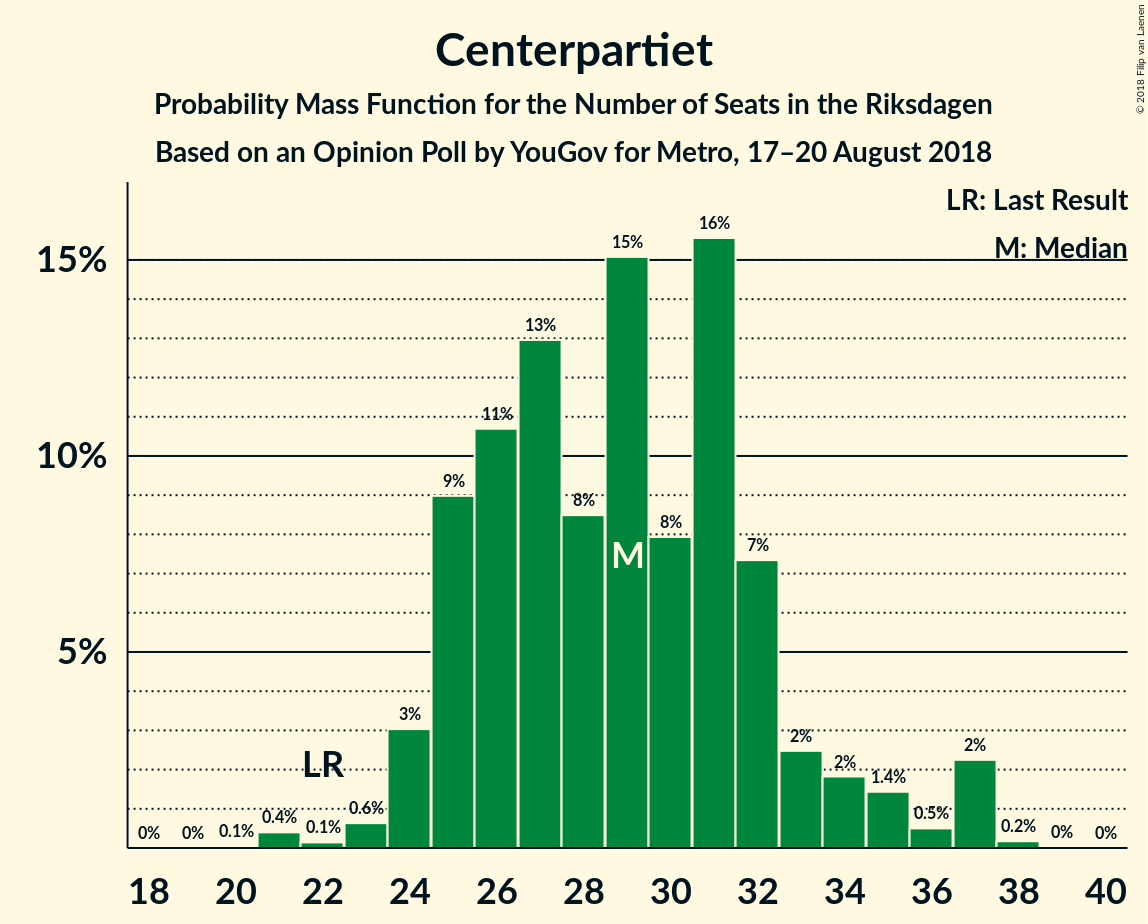 Centerpartiet
Probability Mass Function for the Number of Seats in the Riksdagen
Based on an Opinion Poll by YouGov for Metro, 17–20 August 2018
© 2018 Filip van Laenen
LR: Last Result
M: Median
15%
10%
5%
0%
0%
0.1%
0.4%
0.1%
0.6%
3%
9%
11%
13%
8%
15%
8%
16%
7%
2%
2%
1.4%
0.5%
2%
0.2%
0%
0%
LR
M
18 20 22 24 26 28 30 32 34 36 38 40